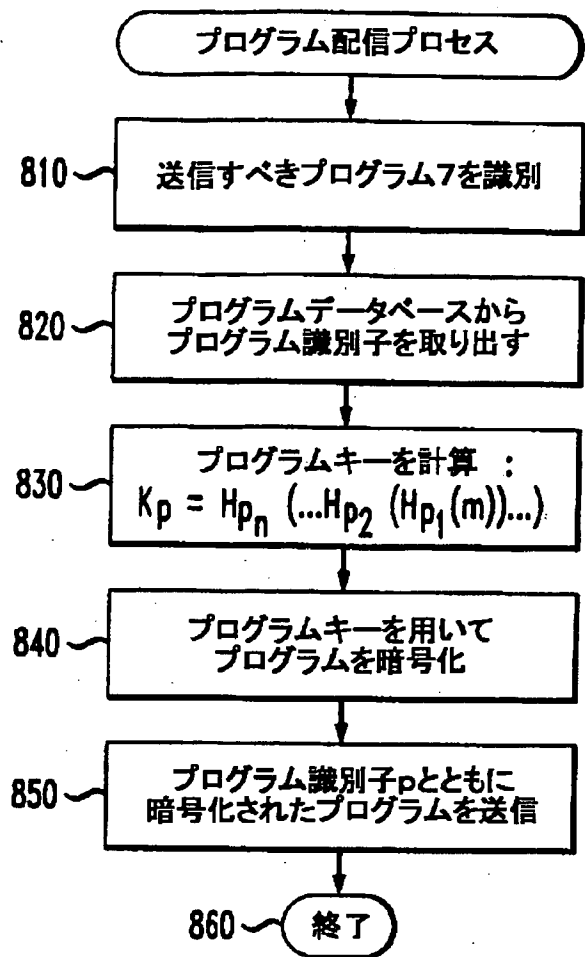 プログラム配信プロセス
810
送信すべきプログラム7を識別
820
プログラムデータベースから
プログラム識別子を取り出す
830
プログラムキーを計算:
Kp = Hpn (...Hp2 (Hp1(m))...)
840
プログラムキーを用いて
プログラムを暗号化
850
プログラム識別子pとともに
暗号化されたプログラムを送信
860
終了